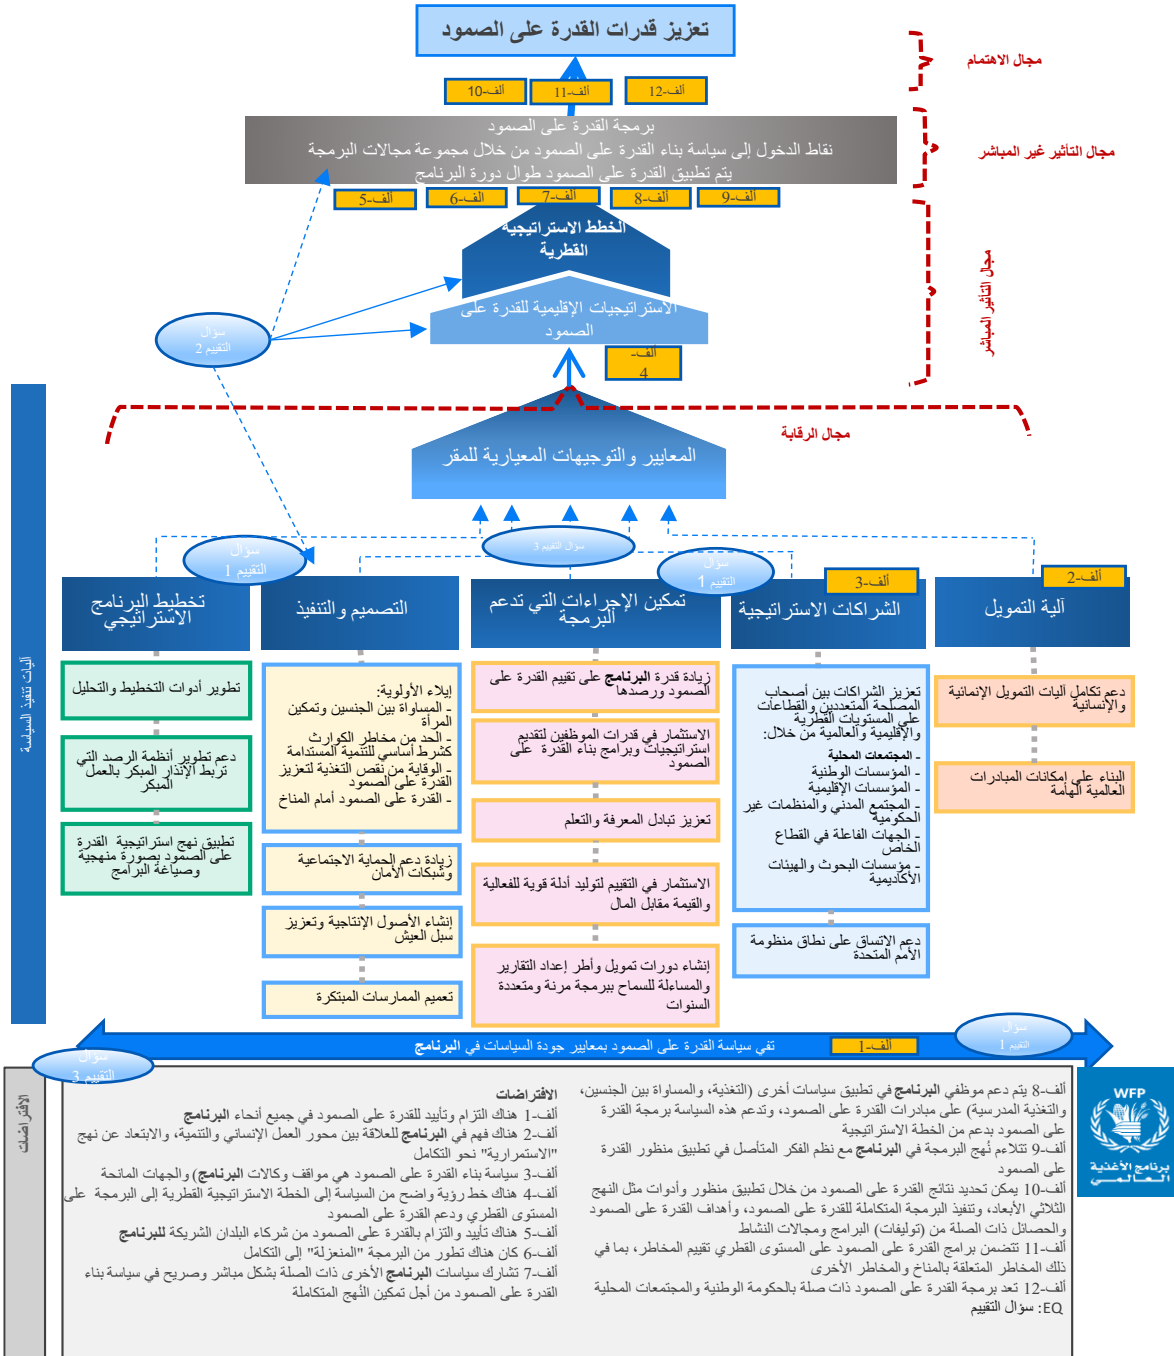 تعزيز قدرات القدرة على الصمود
مجال الاهتمام
ألف-12
ألف-11
ألف-10
برمجة القدرة على الصمود
نقاط الدخول إلى سياسة بناء القدرة على الصمود من خلال مجموعة مجالات البرمجة
يتم تطبيق القدرة على الصمود طوال دورة البرنامج
مجال التأثير غير المباشر
ألف-9
ألف-8
ألف-7
ألف-6
ألف-5
الخطط الاستراتيجية
القطرية
الاستراتيجيات الإقليمية للقدرة على
الصمود
مجال التأثير المباشر
سؤال
التقييم 2
ألف-
4
مجال الرقابة
المعايير والتوجيهات المعيارية للمقر
آليات تنفيذ السياسة
سؤال التقييم 3
سؤال
التقييم 1
سؤال
التقييم 1
ألف-2
ألف-3
آلية التمويل
الشراكات الاستراتيجية
تمكين الإجراءات التي تدعم
البرمجة
التصميم والتنفيذ
تخطيط البرنامج
الاستراتيجي
دعم تكامل آليات التمويل الإنمائية
والإنسانية
البناء على إمكانات المبادرات
العالمية الهامة
تعزيز الشراكات بين أصحاب
المصلحة المتعددين والقطاعات
على المستويات القطرية
والإقليمية والعالمية من خلال:
- المجتمعات المحلية
- المؤسسات الوطنية
- المؤسسات الإقليمية
- المجتمع المدني والمنظمات غير
الحكومية
- الجهات الفاعلة في القطاع
الخاص
- مؤسسات البحوث والهيئات
الأكاديمية
دعم الاتساق على نطاق منظومة
الأمم المتحدة
زيادة قدرة البرنامج على تقييم القدرة على
الصمود ورصدها
الاستثمار في قدرات الموظفين لتقديم
استراتيجيات وبرامج بناء القدرة على
الصمود
تعزيز تبادل المعرفة والتعلم
الاستثمار في التقييم لتوليد أدلة قوية للفعالية
والقيمة مقابل المال
إنشاء دورات تمويل وأطر إعداد التقارير
والمساءلة للسماح ببرمجة مرنة ومتعددة
السنوات
إيلاء الأولوية:
- المساواة بين الجنسين وتمكين
المرأة
- الحد من مخاطر الكوارث
كشرط أساسي للتنمية المستدامة
- الوقاية من نقص التغذية لتعزيز
القدرة على الصمود
- القدرة على الصمود أمام المناخ
زيادة دعم الحماية الاجتماعية
وشبكات الأمان
إنشاء الأصول الإنتاجية وتعزيز
سبل العيش
تعميم الممارسات المبتكرة
تطوير أدوات التخطيط والتحليل
دعم تطوير أنظمة الرصد التي
تربط الإنذار المبكر بالعمل
المبكر
تطبيق نهج استراتيجية القدرة
على الصمود بصورة منهجية
وصياغة البرامج
سؤال
التقييم 1
ألف-1
تفي سياسة القدرة على الصمود بمعايير جودة السياسات في البرنامج
سؤال
التقييم 3
الافتراضات
الافتراضات
ألف-1 هناك التزام وتأييد للقدرة على الصمود في جميع أنحاء البرنامج
ألف-2 هناك فهم في البرنامج للعلاقة بين محور العمل الإنساني والتنمية، والابتعاد عن نهج
"الاستمرارية" نحو التكامل
ألف-3 سياسة بناء القدرة على الصمود هي مواقف وكالات البرنامج) والجهات المانحة
ألف-4 هناك خط رؤية واضح من السياسة إلى الخطة الاستراتيجية القطرية إلى البرمجة على
المستوى القطري ودعم القدرة على الصمود
ألف-5 هناك تأييد والتزام بالقدرة على الصمود من شركاء البلدان الشريكة للبرنامج
ألف-6 كان هناك تطور من البرمجة "المنعزلة" إلى التكامل
ألف-7 تشارك سياسات البرنامج الأخرى ذات الصلة بشكل مباشر وصريح في سياسة بناء
القدرة على الصمود من أجل تمكين النُهج المتكاملة
ألف-8 يتم دعم موظفي البرنامج في تطبيق سياسات أخرى (التغذية، والمساواة بين الجنسين،
والتغذية المدرسية) على مبادرات القدرة على الصمود، وتدعم هذه السياسة برمجة القدرة
على الصمود بدعم من الخطة الاستراتيجية
ألف-9 تتلاءم نُهج البرمجة في البرنامج مع نظم الفكر المتأصل في تطبيق منظور القدرة
على الصمود
ألف-10 يمكن تحديد نتائج القدرة على الصمود من خلال تطبيق منظور وأدوات مثل النهج
الثلاثي الأبعاد، وتنفيذ البرمجة المتكاملة للقدرة على الصمود، وأهداف القدرة على الصمود
والحصائل ذات الصلة من (توليفات) البرامج ومجالات النشاط
ألف-11 تتضمن برامج القدرة على الصمود على المستوى القطري تقييم المخاطر، بما في
ذلك المخاطر المتعلقة بالمناخ والمخاطر الأخرى
ألف-12 تعد برمجة القدرة على الصمود ذات صلة بالحكومة الوطنية والمجتمعات المحلية
EQ: سؤال التقييم
WFP
برنامج الأغذية
العالمي